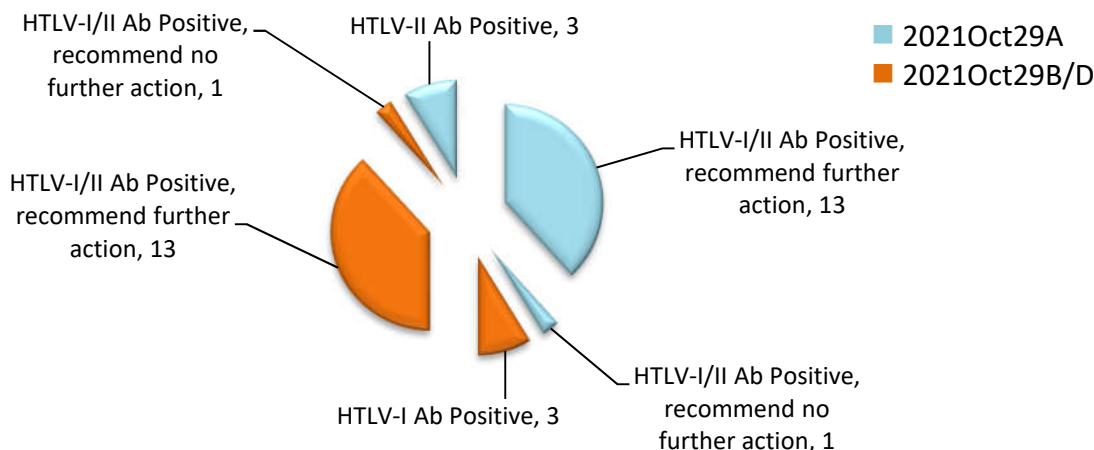 HTLV-I/II Ab Positive,
recommend no
further action, 1
HTLV-II Ab Positive, 3
2021Oct29A
2021Oct29B/D
HTLV-I/II Ab Positive,
recommend further
action, 13
HTLV-I/II Ab Positive,
recommend further
action, 13
HTLV-I Ab Positive, 3
HTLV-I/II Ab Positive,
recommend no
further action, 1